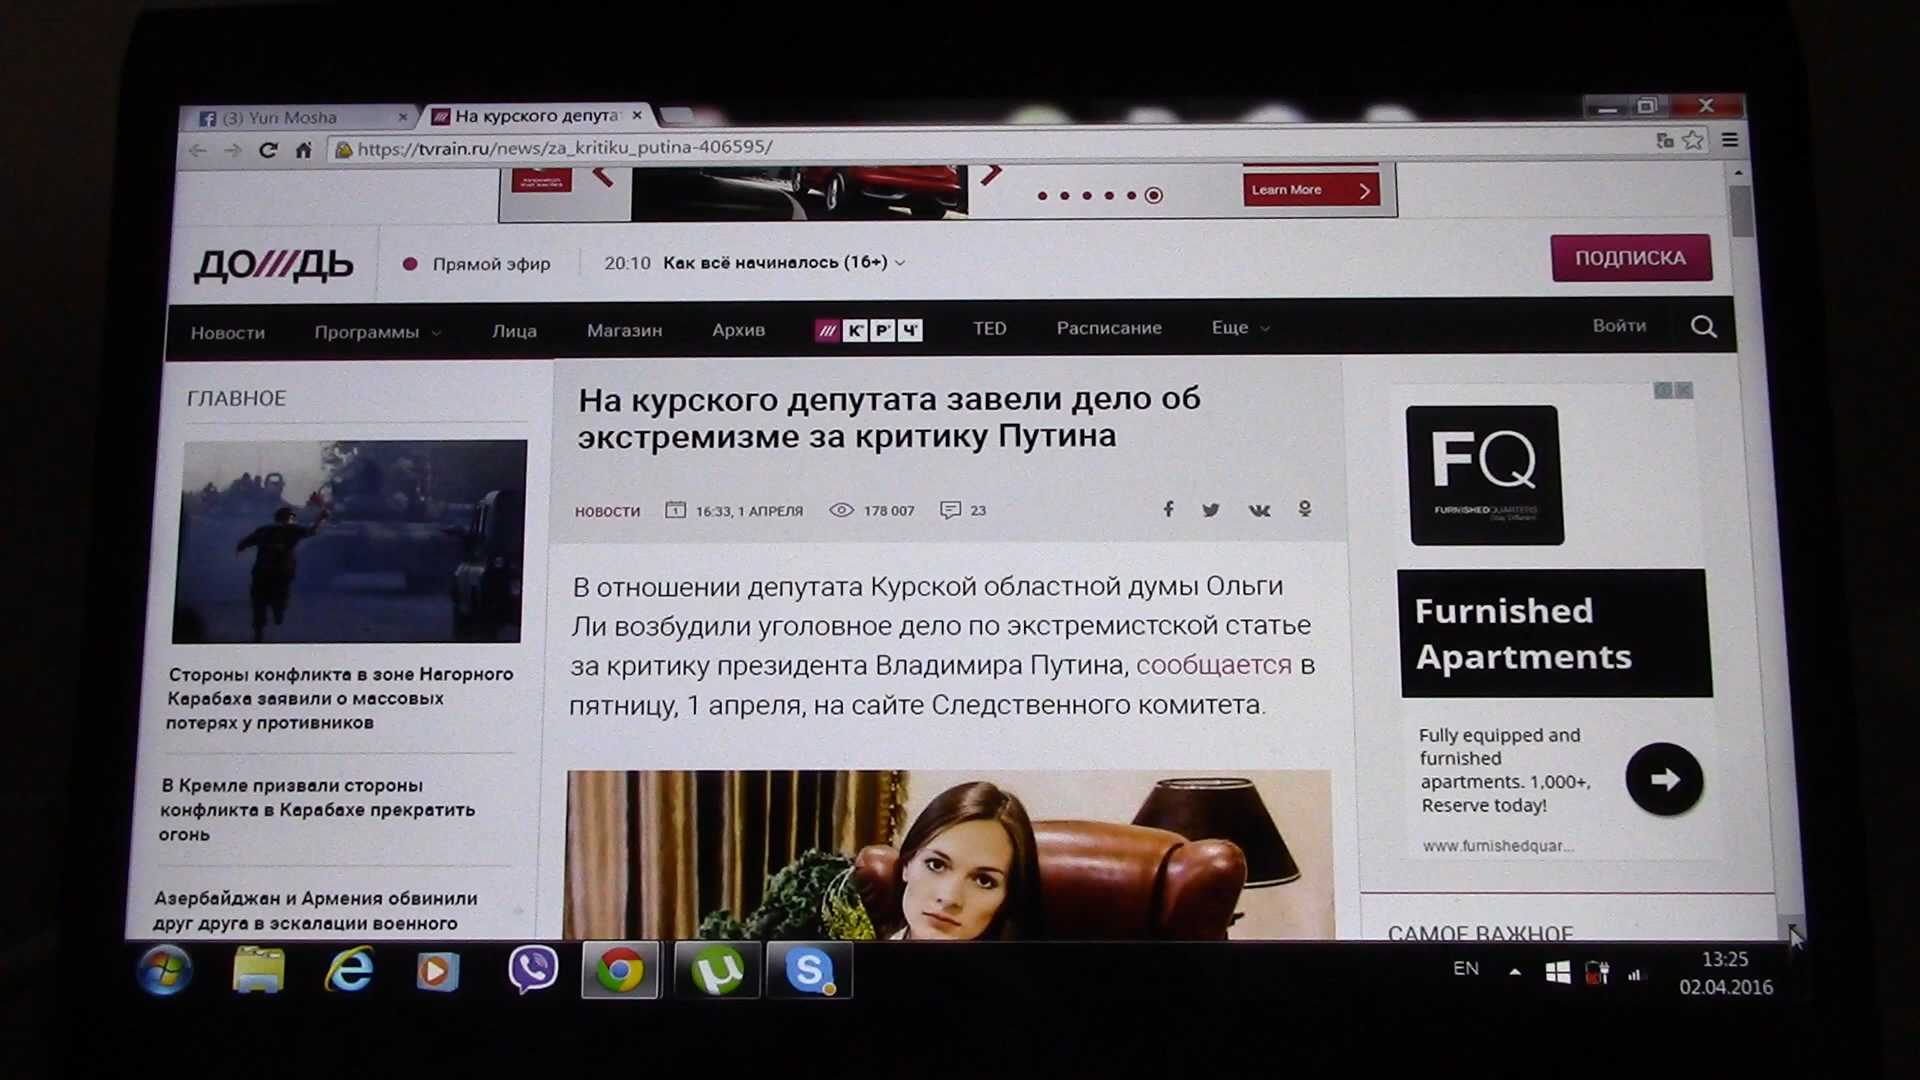 (3) Yuri Mosha
На курского депута
https://tvrain.ru/news/za_kritiku_putina-406595/
Learn More
ДО///ДЬ
Прямой эфир
20:10 Как всё начиналось (16+)
ПОДПИСКА
Новости
Программы
Лица
Магазин
Архив
/// К Р Ч
TED
Расписание
Еще
Войти
ГЛАВНОЕ
Стороны конфликта в зоне Нагорного
Карабаха заявили о массовых
потерях у противников
В Кремле призвали стороны
конфликта в Карабахе прекратить
огонь
Азербайджан и Армения обвинили
друг друга в эскалации военного
На курского депутата завели дело об
экстремизме за критику Путина
НОВОСТИ
1
16:33, 1 АПРЕЛЯ
178 007
23
В отношении депутата Курской областной думы Ольги
Ли возбудили уголовное дело по экстремистской статье
за критику президента Владимира Путина, сообщается в
пятницу, 1 апреля, на сайте Следственного комитета.
FQ
FURNISHEDQUARTERS
Furnished
Apartments
Fully equipped and
furnished
apartments. 1,000+,
Reserve today!
www.furnishedquar...
САМОЕ ВАЖНОЕ
EN
13:25
02.04.2016